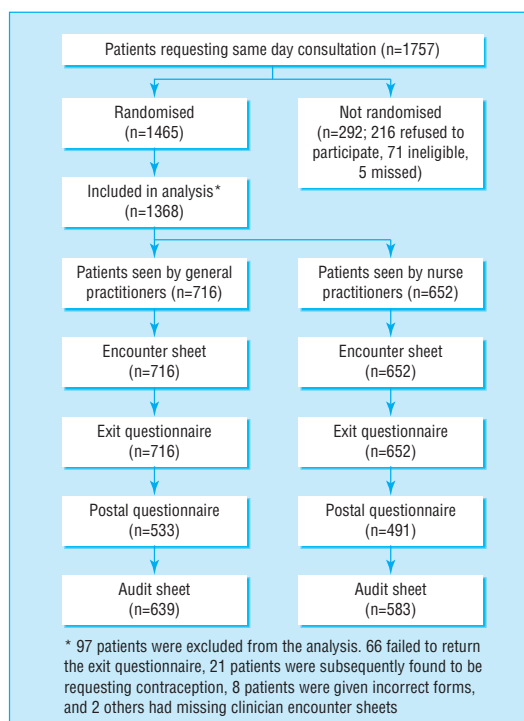 Patients requesting same day consultation (n=1757)
Randomised
(n=1465)
Not randomised
(n=292; 216 refused to
participate, 71 ineligible,
5 missed)
Included in analysis*
(n=1368)
Patients seen by general
practitioners (n=716)
Patients seen by nurse
practitioners (n=652)
Encounter sheet
(n=716)
Encounter sheet
(n=652)
Exit questionnaire
(n=716)
Exit questionnaire
(n=652)
Postal questionnaire
(n=533)
Postal questionnaire
(n=491)
Audit sheet
(n=639)
Audit sheet
(n=583)
* 97 patients were excluded from the analysis. 66 failed to return
the exit questionnaire, 21 patients were subsequently found to be
requesting contraception, 8 patients were given incorrect forms,
and 2 others had missing clinician encounter sheets